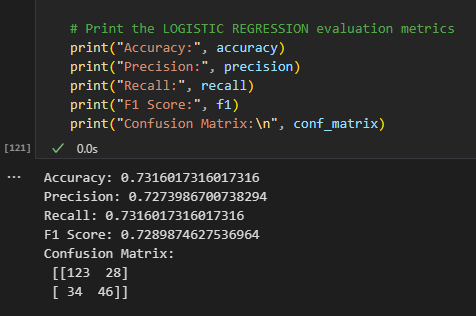 # Print the LOGISTIC REGRESSION evaluation metrics
print("Accuracy:", accuracy)
print("Precision:", precision)
print("Recall:", recall)
print("F1 Score:", f1)
print("Confusion Matrix:\n", conf_matrix)
[121] ✓ 0.0s
... Accuracy: 0.7316017316017316
Precision: 0.7273986700738294
Recall: 0.7316017316017316
F1 Score: 0.7289874627536964
Confusion Matrix:
[[123 28]
[ 34 46]]